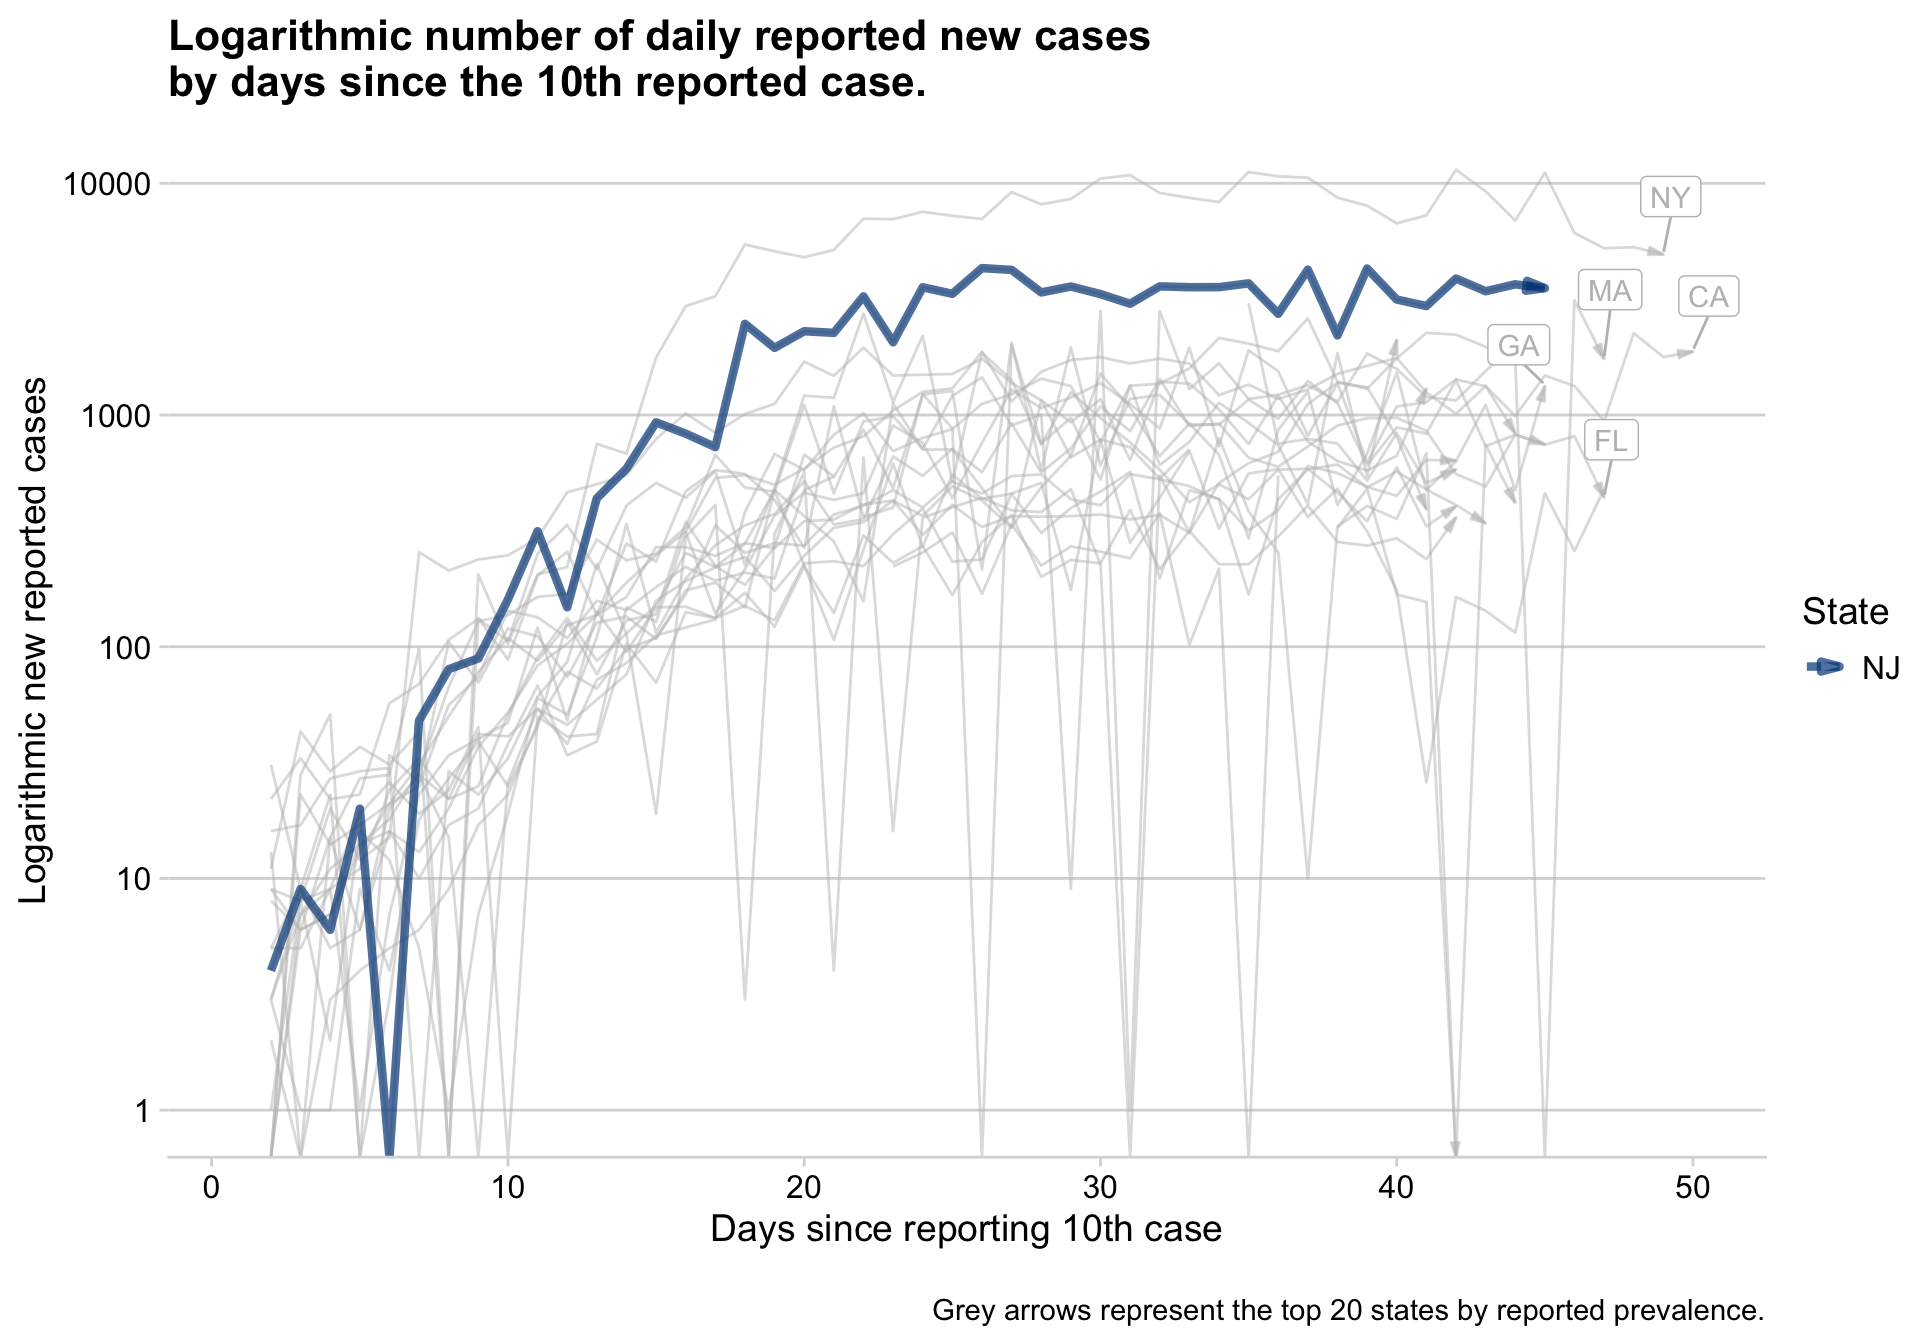 Logarithmic number of daily reported new cases
by days since the 10th reported case.
Logarithmic new reported cases
10000
1000
100
10
1
NY
MA
CA
GA
FL
State
NJ
0
10
20
30
40
50
Days since reporting 10th case
Grey arrows represent the top 20 states by reported prevalence.